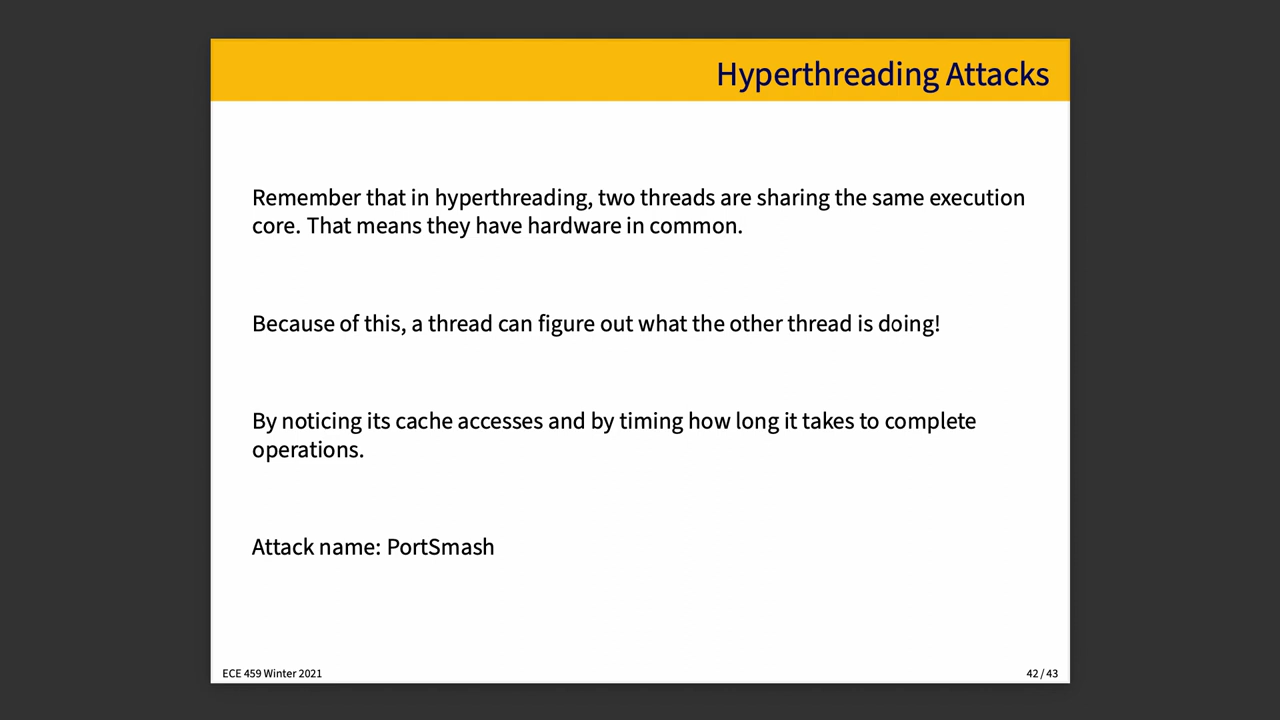 Hyperthreading Attacks
Remember that in hyperthreading, two threads are sharing the same execution
core. That means they have hardware in common.
Because of this, a thread can figure out what the other thread is doing!
By noticing its cache accesses and by timing how long it takes to complete
operations.
Attack name: PortSmash
ECE 459 Winter 2021
42 / 43